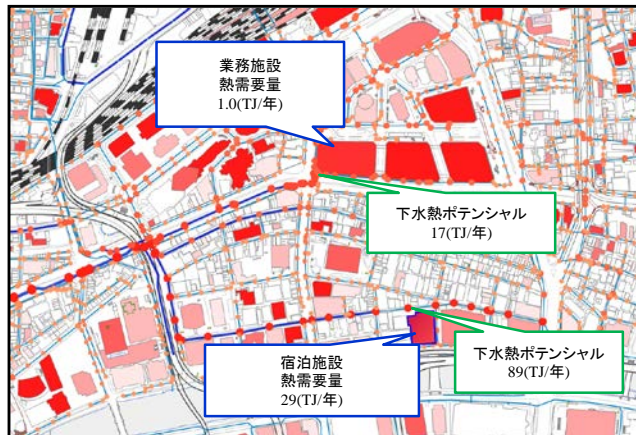 業務施設
熱需要量
1.0(TJ/年)
下水熱ポテンシャル
17(TJ/年)
宿泊施設
熱需要量
29(TJ/年)
下水熱ポテンシャル
89(TJ/年)